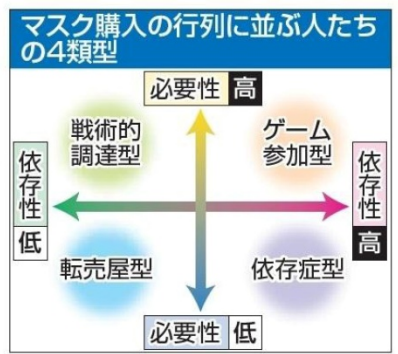 マスク購入の行列に並ぶ人たち
の4類型
必要性 高
戦術的
調達型
ゲーム
参加型
依存性 低
依存性 高
転売屋型
依存症型
必要性 低